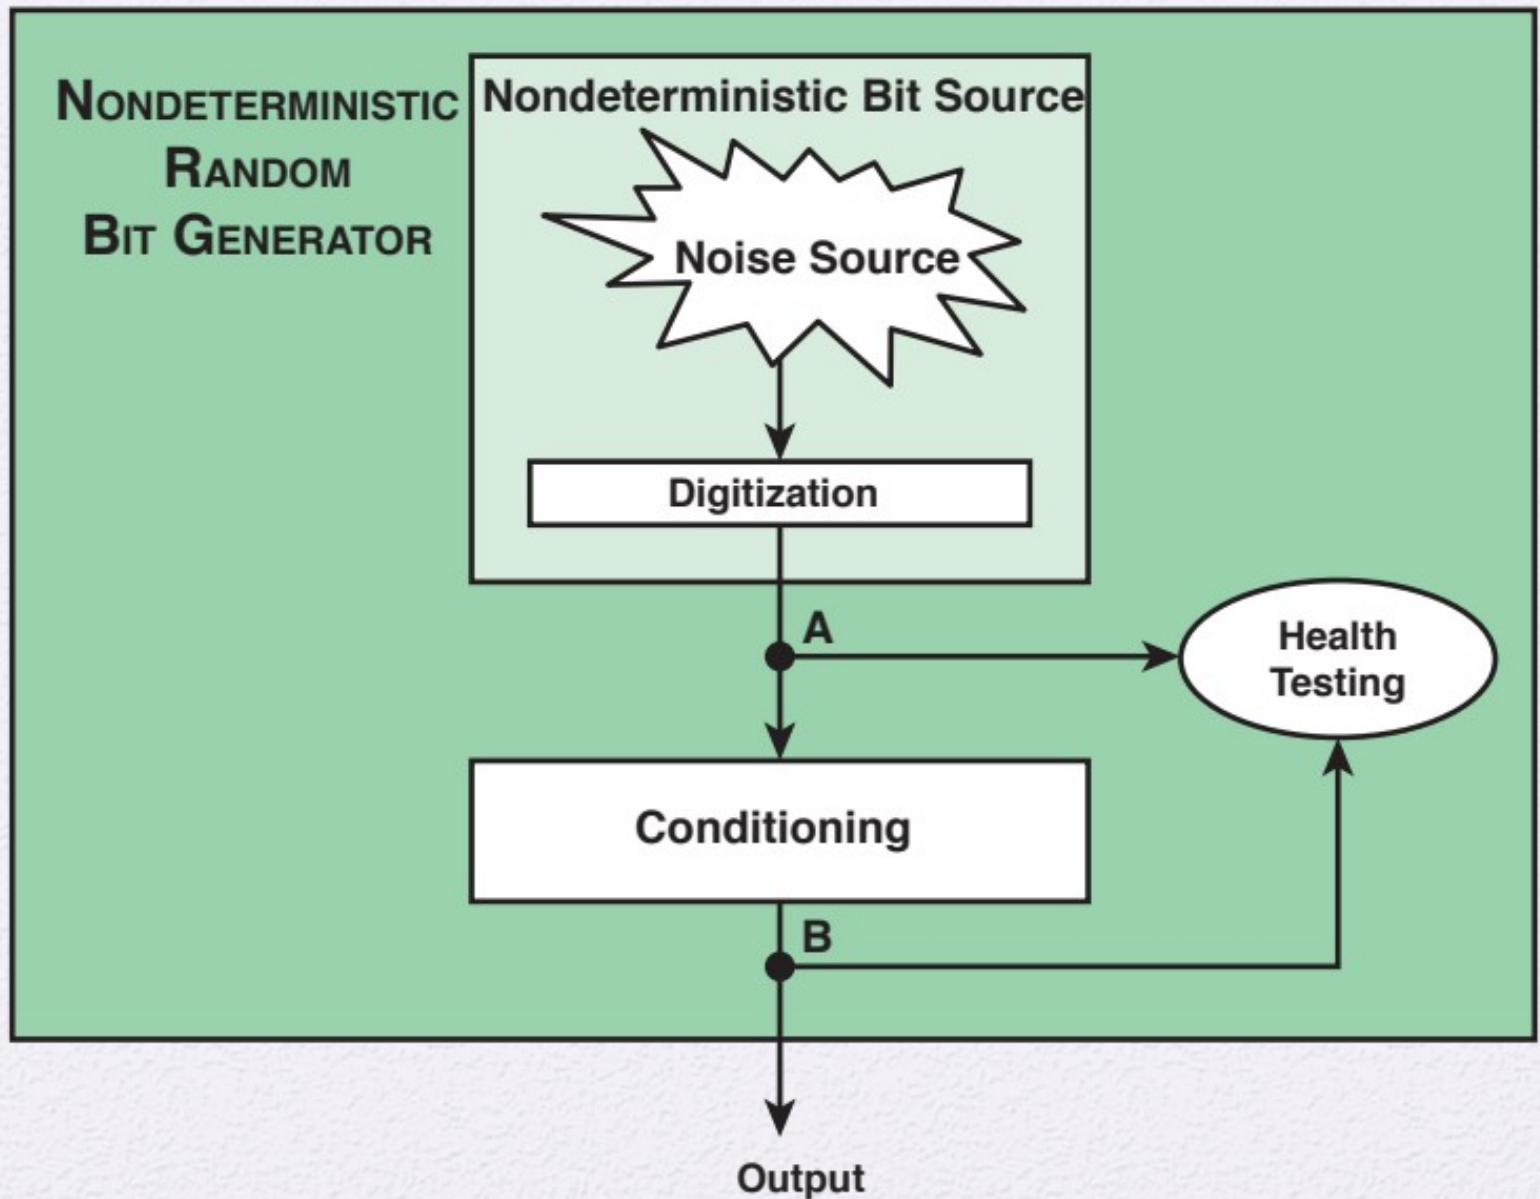 NONDETERMINISTIC
RANDOM
BIT GENERATOR
Nondeterministic Bit Source
Noise Source
Digitization
A
Health
Testing
Conditioning
B
Output